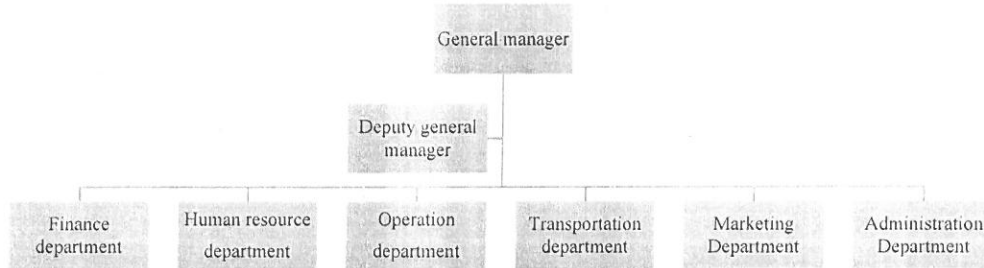 General manager
Deputy general
manager
Finance
department
Human resource
department
Operation
department
Transportation
department
Marketing
Department
Administration
Department